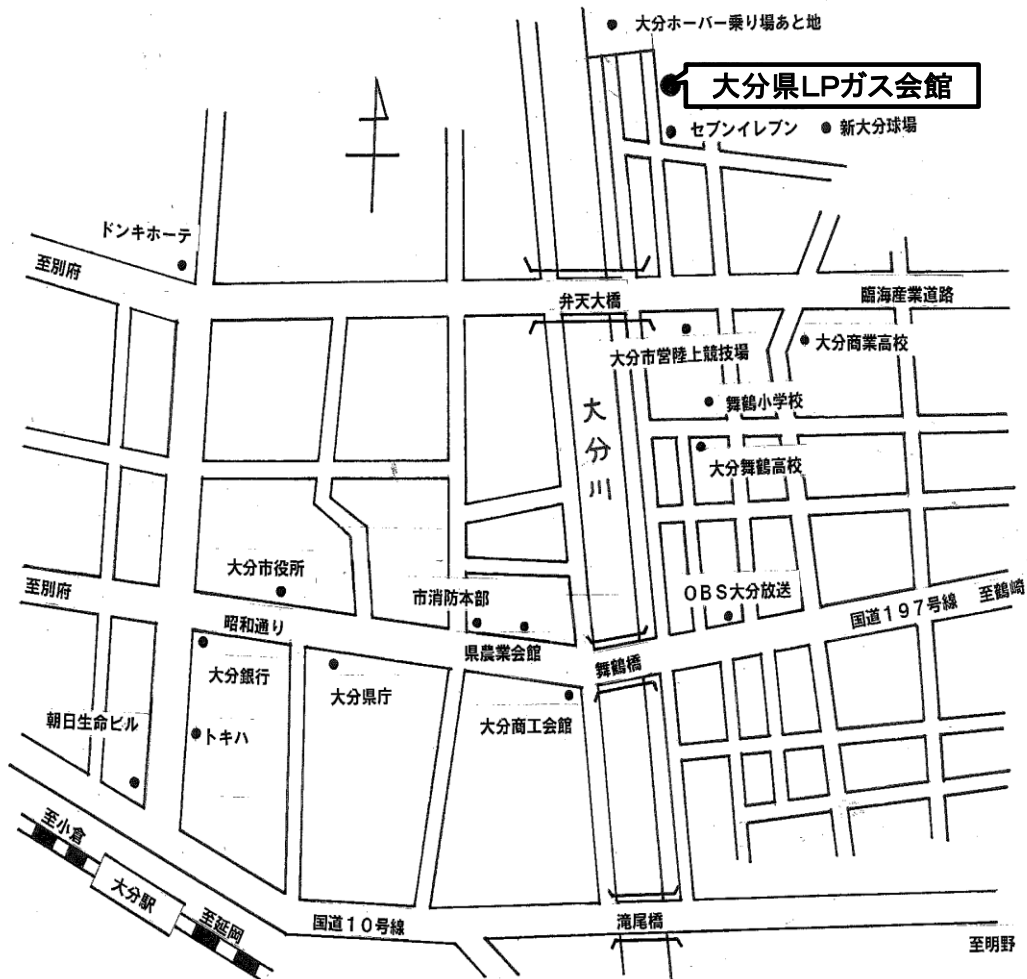 大分ホーバー乗り場あと地
大分県LPガス会館
セブンイレブン
新大分球場
ドンキホーテ
至別府
弁天大橋
臨海産業道路
大分市営陸上競技場
大分商業高校
舞鶴小学校
大分川
大分舞鶴高校
大分市役所
至別府
市消防本部
OBS大分放送
国道197号線
至鶴崎
昭和通り
県農業会館
舞鶴橋
大分銀行
大分県庁
大分商工会館
朝日生命ビル
トキハ
至小倉
大分駅
至延岡
国道10号線
滝尾橋
至明野